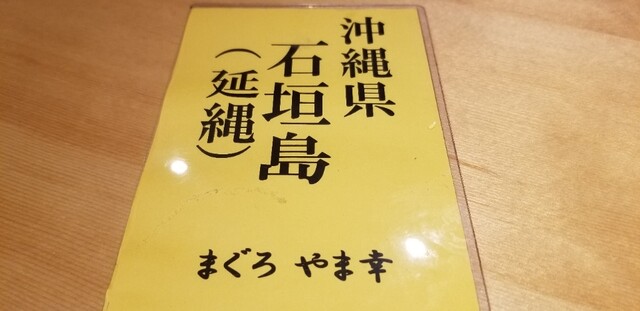 沖縄県
石垣島
(延縄)
まぐろ やま幸